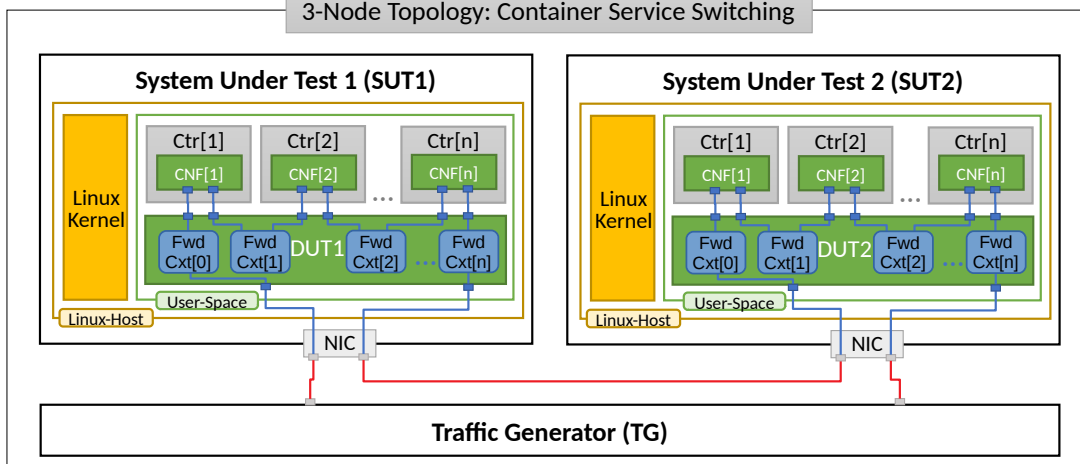 3-Node Topology: Container Service Switching
System Under Test 1 (SUT1)
Linux
Kernel
Ctr[1]
CNF[1]
Ctr[2]
CNF[2]
...
Ctr[n]
CNF[n]
DUT1
Fwd
Cxt[0]
Fwd
Cxt[1]
Fwd
Cxt[2]
...
Fwd
Cxt[n]
User-Space
Linux-Host
NIC
System Under Test 2 (SUT2)
Linux
Kernel
Ctr[1]
CNF[1]
Ctr[2]
CNF[2]
...
Ctr[n]
CNF[n]
DUT2
Fwd
Cxt[0]
Fwd
Cxt[1]
Fwd
Cxt[2]
...
Fwd
Cxt[n]
User-Space
Linux-Host
NIC
Traffic Generator (TG)